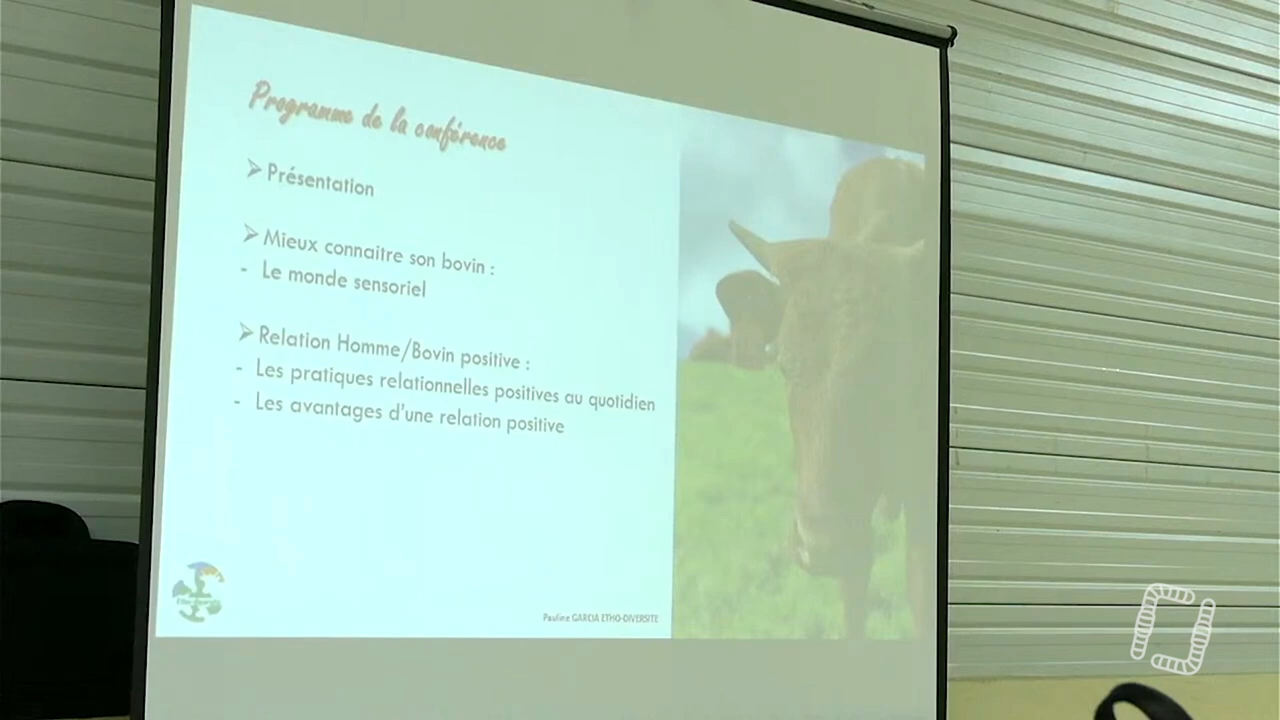 Programme de la conférence
➢ Présentation
➢ Mieux connaitre son bovin :
- Le monde sensoriel
➢ Relation Homme/Bovin positive :
- Les pratiques relationnelles positives au quotidien
- Les avantages d'une relation positive
Pauline GARCIA ETHO-DIVERSITE